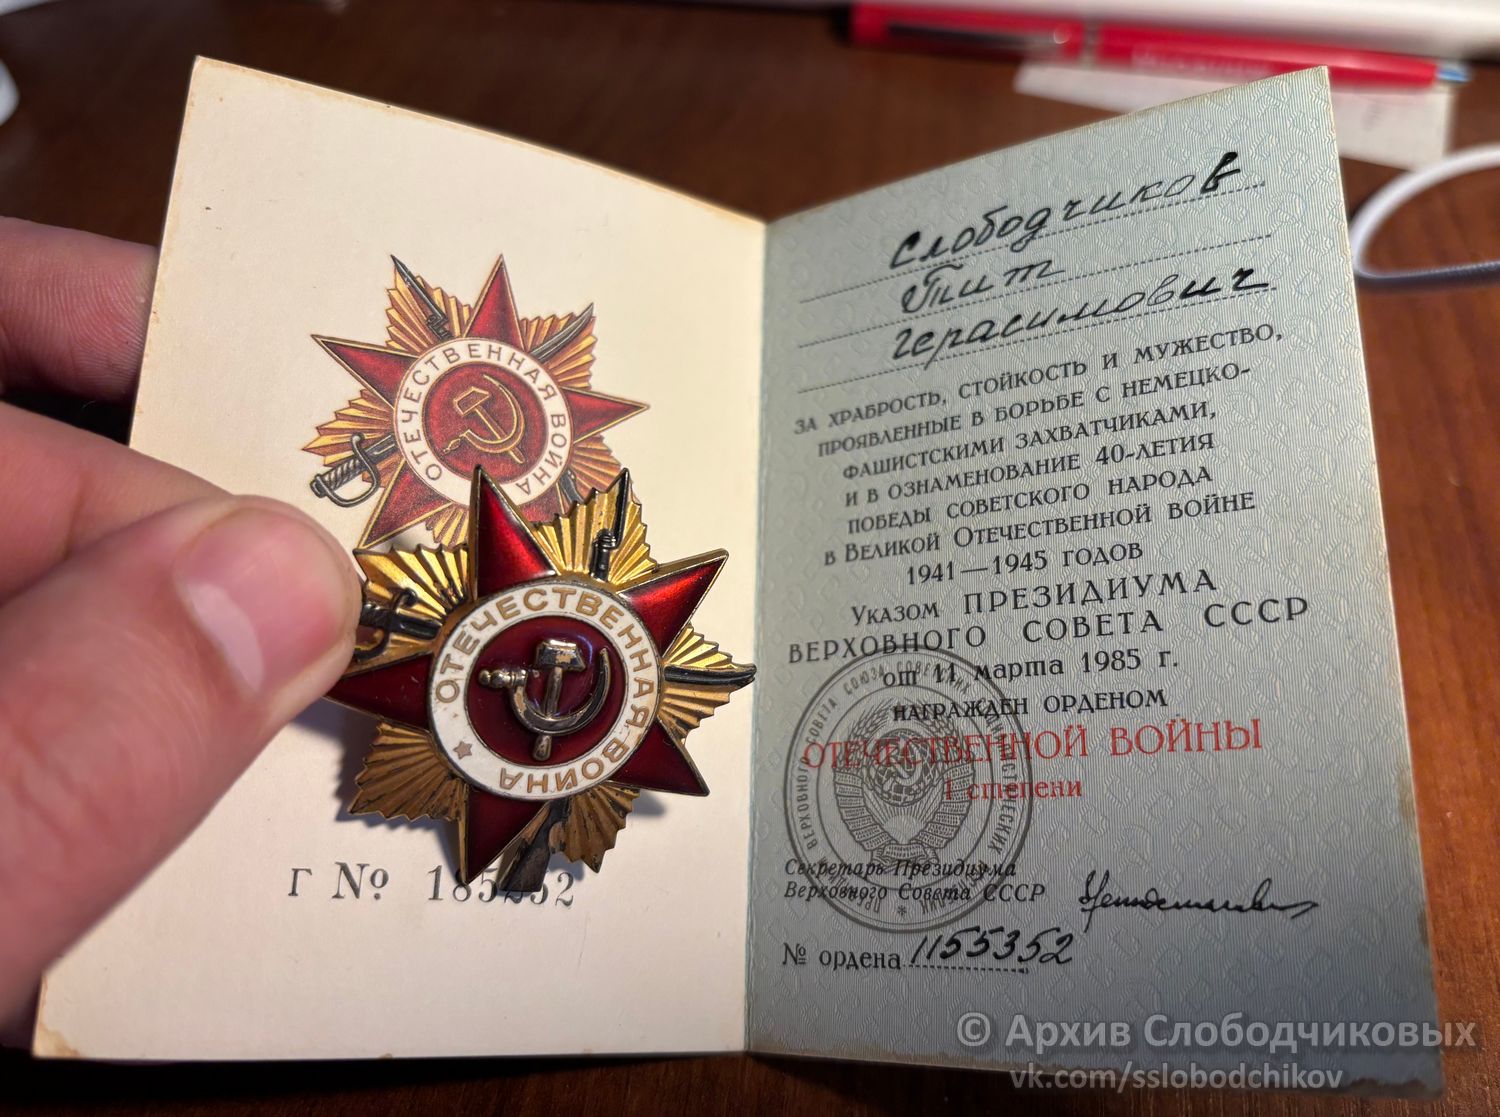 ОТЕЧЕСТВЕННАЯ ВОЙНА
ОТЕЧЕСТВЕННАЯ ВОЙНА
Г №
Слободчиков
Тит
Герасимович
ЗА ХРАБРОСТЬ, СТОЙКОСТЬ И МУЖЕСТВО,
ПРОЯВЛЕННЫЕ В БОРЬБЕ С НЕМЕЦКО-
ФАШИСТСКИМИ ЗАХВАТЧИКАМИ,
И В ОЗНАМЕНОВАНИЕ 40-ЛЕТИЯ
ПОБЕДЫ СОВЕТСКОГО НАРОДА
В ВЕЛИКОЙ ОТЕЧЕСТВЕННОЙ ВОЙНЕ
1941—1945 ГОДОВ
УКАЗОМ ПРЕЗИДИУМА
ВЕРХОВНОГО СОВЕТА СССР
от 11 марта 1985 г.
НАГРАЖДЕН ОРДЕНОМ
ОТЕЧЕСТВЕННОЙ ВОЙНЫ
I степени
Секретарь Президиума
Верховного Совета СССР
№ ордена 1155352
© Архив Слободчиковых
vk.com/sslobodchikov